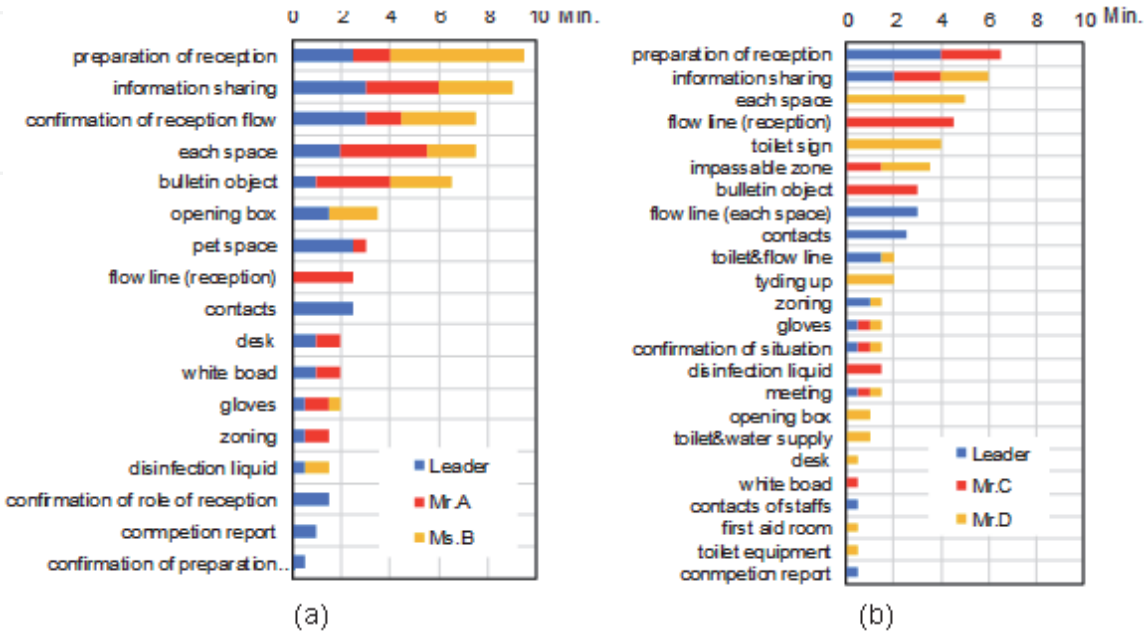 0 2 4 6 8 10 Min.
preparation of reception
information sharing
confirmation of reception flow
each space
bulletin object
opening box
pet space
flow line (reception)
contacts
desk
white boad
gloves
zoning
disinfection liquid
confirmation of role of reception
conmpetion report
confirmation of preparation..
Leader
Mr.A
Ms.B
(a)
0 2 4 6 8 10 Min.
preparation of reception
information sharing
each space
flow line (reception)
toilet sign
impassable zone
bulletin object
flow line (each space)
contacts
toilet&flow line
tyding up
zoning
gloves
confirmation of situation
disinfection liquid
meeting
opening box
toilet&water supply
desk
white boad
contacts of staffs
first aid room
toilet equipment
conmpetion report
Leader
Mr.C
Mr.D
(b)